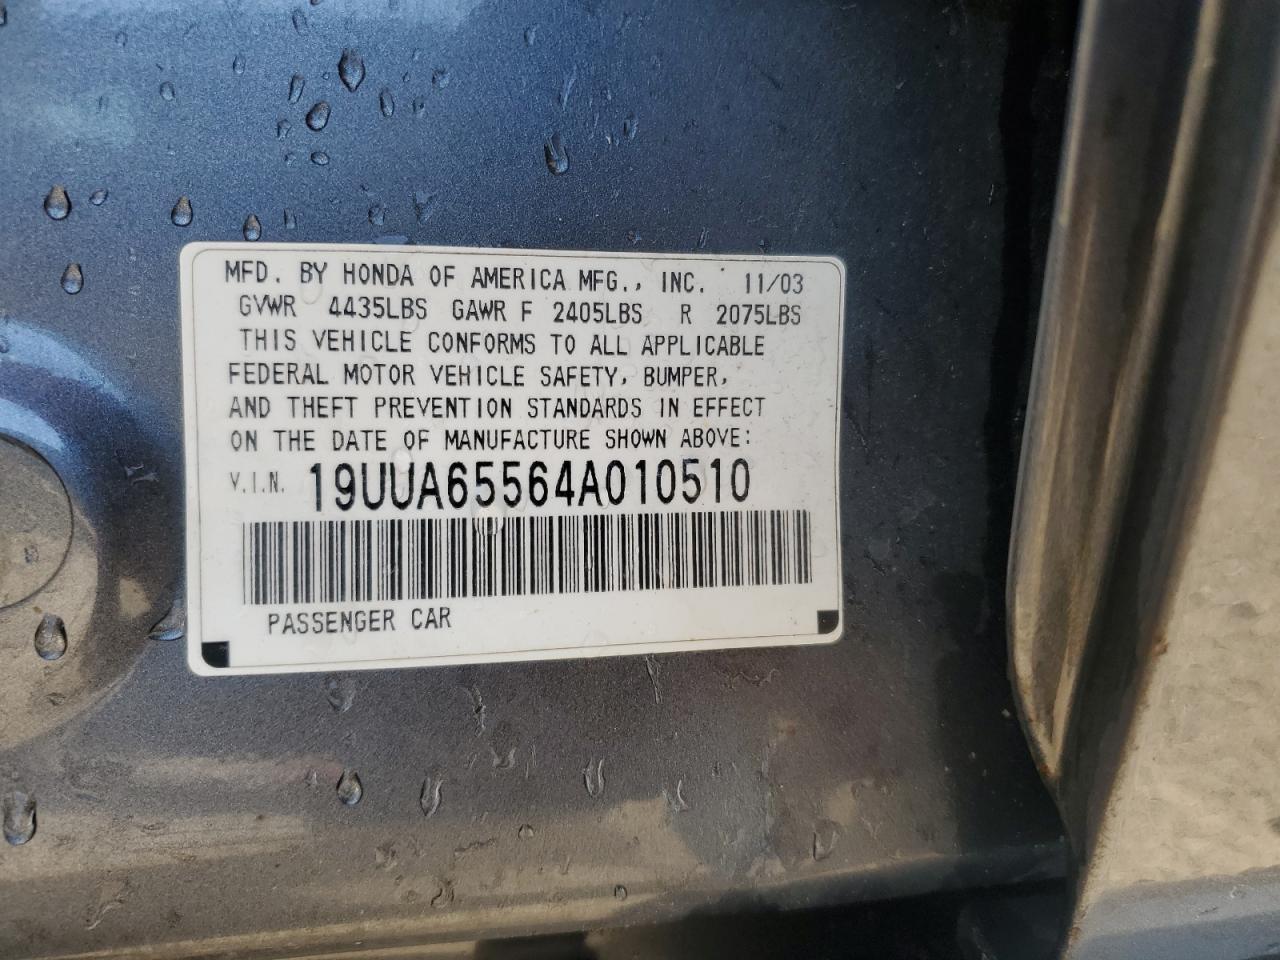 MFD. BY HONDA OF AMERICA MFG., INC. 11/03
GVWR 4435LBS GAWR F 2405LBS R 2075LBS
THIS VEHICLE CONFORMS TO ALL APPLICABLE
FEDERAL MOTOR VEHICLE SAFETY, BUMPER,
AND THEFT PREVENTION STANDARDS IN EFFECT
ON THE DATE OF MANUFACTURE SHOWN ABOVE:
V.I.N. 19UUA65564A010510
PASSENGER CAR